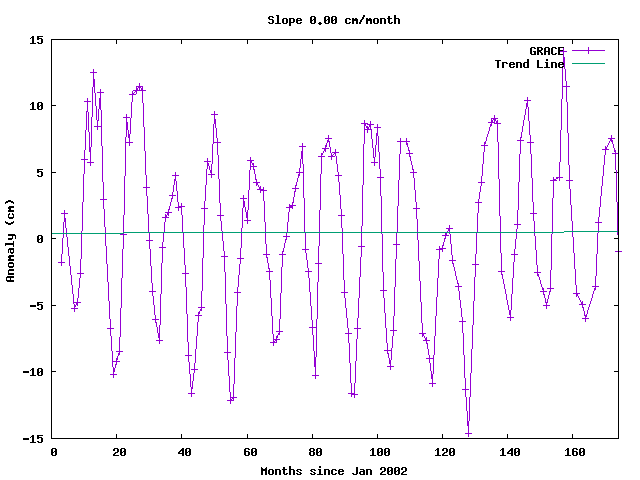 Slope 0.00 cm/month
GRACE
Trend Line
15
10
5
0
-5
-10
-15
Anomaly (cm)
0 20 40 60 80 100 120 140 160
Months since Jan 2002